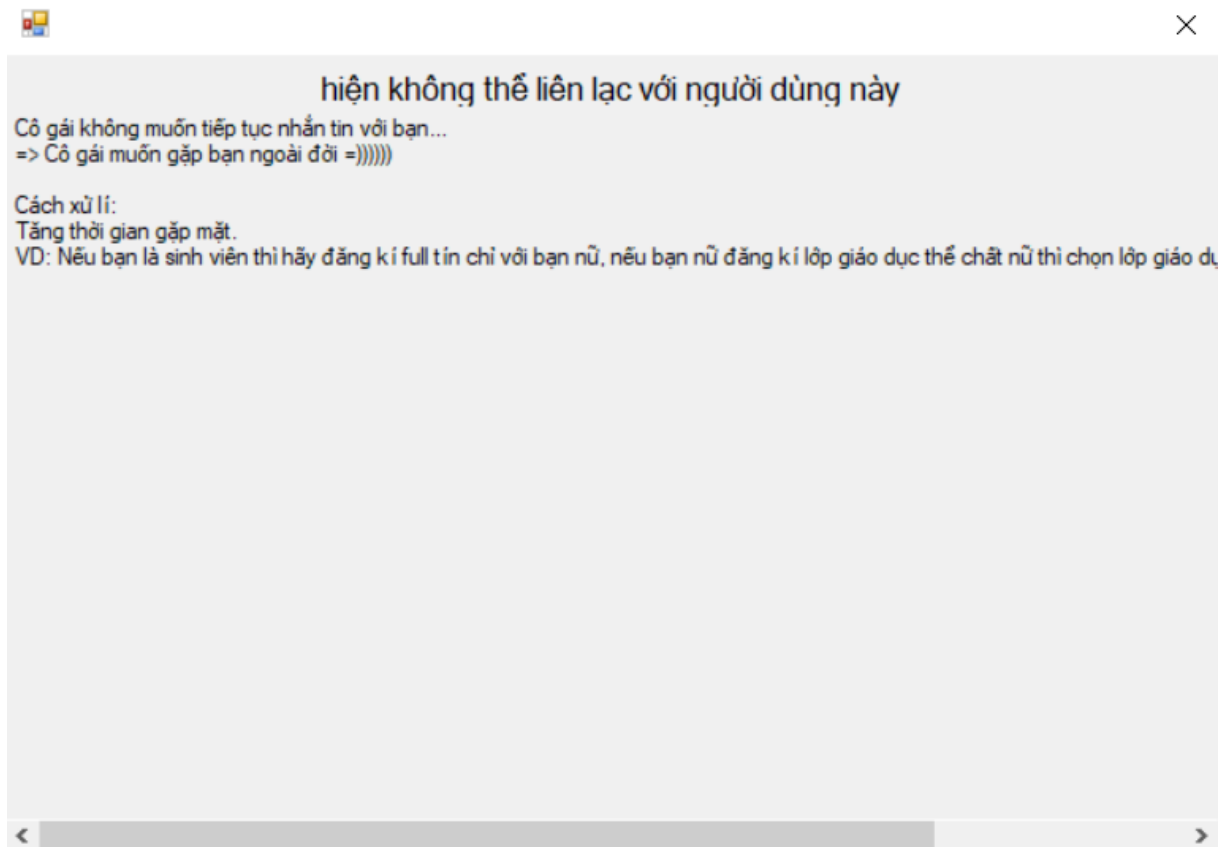 hiện không thể liên lạc với người dùng này
Cô gái không muốn tiếp tục nhắn tin với bạn...
=> Cô gái muốn gặp bạn ngoài đời =))))))
Cách xử lí:
Tăng thời gian gặp mặt.
VD: Nếu bạn là sinh viên thì hãy đăng kí full tín chỉ với bạn nữ, nếu bạn nữ đăng kí lớp giáo dục thể chất nữ thì chọn lớp giáo